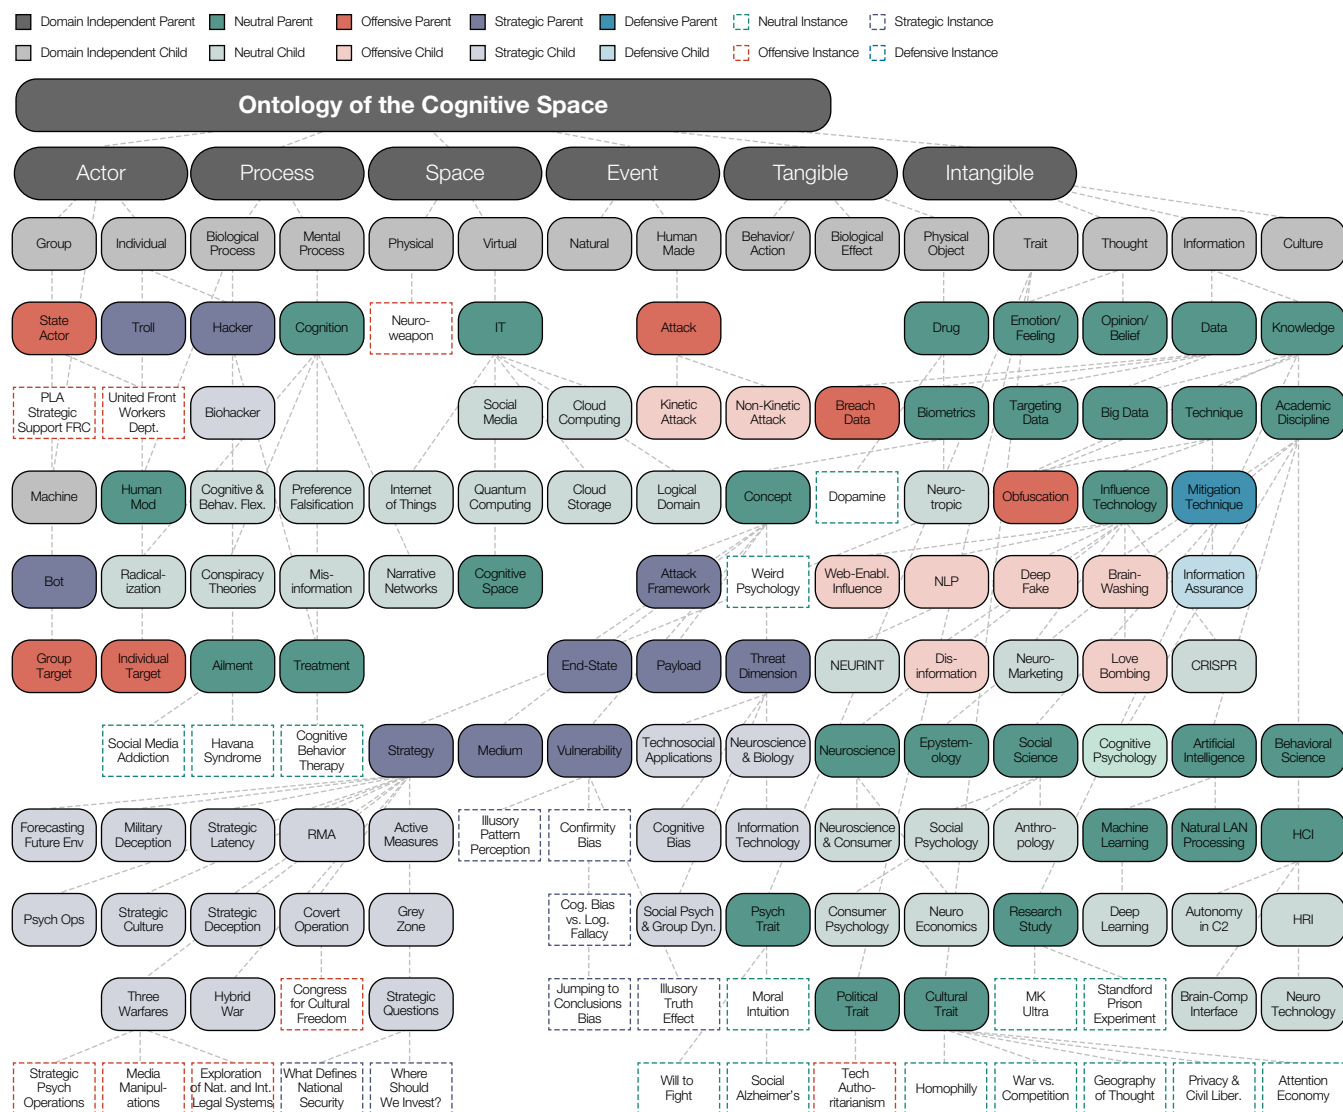 Domain Independent Parent
Neutral Parent
Offensive Parent
Strategic Parent
Defensive Parent
Neutral Instance
Strategic Instance
Domain Independent Child
Neutral Child
Offensive Child
Strategic Child
Defensive Child
Offensive Instance
Defensive Instance
Ontology of the Cognitive Space
Actor
Process
Space
Event
Tangible
Intangible
Group
Individual
Biological
Process
Mental
Process
Physical
Virtual
Natural
Human
Made
Behavior/
Action
Biological
Effect
Physical
Object
Trait
Thought
Information
Culture
State
Actor
Troll
Hacker
Cognition
Neuro-
weapon
IT
Attack
Drug
Emotion/
Feeling
Opinion/
Belief
Data
Knowledge
PLA
Strategic
Support FRC
United Front
Workers
Dept.
Biohacker
Social
Media
Cloud
Computing
Kinetic
Attack
Non-Kinetic
Attack
Breach
Data
Biometrics
Targeting
Data
Big Data
Technique
Academic
Discipline
Machine
Human
Mod
Cognitive &
Behav. Flex.
Preference
Falsification
Internet
of Things
Quantum
Computing
Cloud
Storage
Logical
Domain
Concept
Dopamine
Neuro-
tropic
Obfuscation
Influence
Technology
Mitigation
Technique
Bot
Radical-
ization
Conspiracy
Theories
Mis-
information
Narrative
Networks
Cognitive
Space
Attack
Framework
Weird
Psychology
Web-Enabl.
Influence
NLP
Deep
Fake
Brain-
Washing
Information
Assurance
Group
Target
Individual
Target
Ailment
Treatment
End-State
Payload
Threat
Dimension
NEURINT
Dis-
information
Neuro-
Marketing
Love
Bombing
CRISPR
Social Media
Addiction
Havana
Syndrome
Cognitive
Behavior
Therapy
Strategy
Medium
Vulnerability
Technosocial
Applications
Neuroscience
& Biology
Neuroscience
Epystem-
ology
Social
Science
Cognitive
Psychology
Artificial
Intelligence
Behavioral
Science
Forecasting
Future Env
Military
Deception
Strategic
Latency
RMA
Active
Measures
Illusory
Pattern
Perception
Confirmity
Bias
Cognitive
Bias
Information
Technology
Neuroscience
& Consumer
Social
Psychology
Anthro-
pology
Machine
Learning
Natural LAN
Processing
HCI
Psych Ops
Strategic
Culture
Strategic
Deception
Covert
Operation
Grey
Zone
Cog. Bias
vs. Log.
Fallacy
Social Psych
& Group Dyn.
Psych
Trait
Consumer
Psychology
Neuro
Economics
Research
Study
Deep
Learning
Autonomy
in C2
HRI
Three
Warfares
Hybrid
War
Congress
for Cultural
Freedom
Strategic
Questions
Jumping to
Conclusions
Bias
Illusory
Truth
Effect
Moral
Intuition
Political
Trait
Cultural
Trait
MK
Ultra
Standford
Prison
Experiment
Brain-Comp
Interface
Neuro
Technology
Strategic
Psych
Operations
Media
Manipul-
ations
Exploration
of Nat. and Int.
Legal Systems
What Defines
National
Security
Where
Should
We Invest?
Will to
Fight
Social
Alzheimer's
Tech
Autho-
ritarianism
Homophilly
War vs.
Competition
Geography
of Thought
Privacy &
Civil Liber.
Attention
Economy